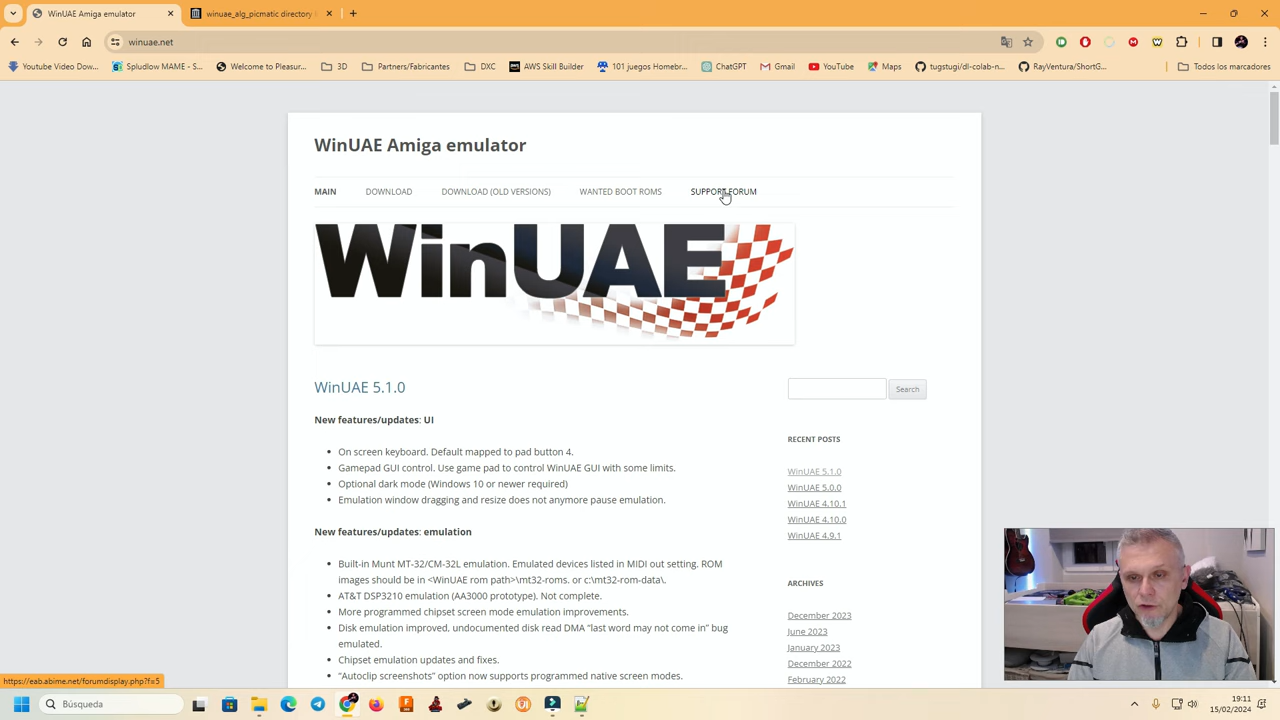 WinUAE Amiga emulator
winuae_alg_picmatic directory l
winuae.net
Youtube Video Dow...
Spludlow MAME - S...
Welcome to Pleasur...
3D
Partners/Fabricantes
DXC
AWS Skill Builder
101 juegos Homebr...
ChatGPT
Gmail
YouTube
Maps
tugstugi/dl-colab-n...
RayVentura/ShortG...
Todos los marcadores
WinUAE Amiga emulator
MAIN
DOWNLOAD
DOWNLOAD (OLD VERSIONS)
WANTED BOOT ROMS
SUPPORT FORUM
WinUAE
WinUAE 5.1.0
New features/updates: UI
• On screen keyboard. Default mapped to pad button 4.
• Gamepad GUI control. Use game pad to control WinUAE GUI with some limits.
• Optional dark mode (Windows 10 or newer required)
• Emulation window dragging and resize does not anymore pause emulation.
New features/updates: emulation
• Built-in Munt MT-32/CM-32L emulation. Emulated devices listed in MIDI out setting. ROM
images should be in <WinUAE rom path>\mt32-roms. or c:\mt32-rom-data\.
• AT&T DSP3210 emulation (AA3000 prototype). Not complete.
• More programmed chipset screen mode emulation improvements.
• Disk emulation improved, undocumented disk read DMA “last word may not come in” bug
emulated.
• Chipset emulation updates and fixes.
• “Autoclip screenshots” option now supports programmed native screen modes.
Search
RECENT POSTS
WinUAE 5.1.0
WinUAE 5.0.0
WinUAE 4.10.1
WinUAE 4.10.0
WinUAE 4.9.1
ARCHIVES
December 2023
June 2023
January 2023
December 2022
February 2022
https://eab.abime.net/forumdisplay.php?f=5
Búsqueda
19:11
15/02/2024